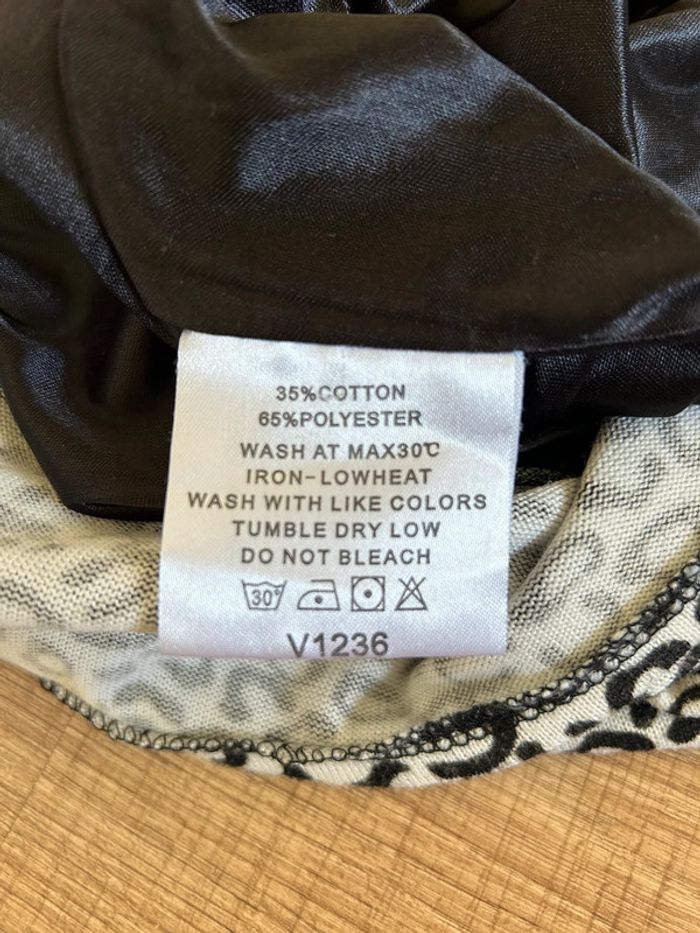 35%COTTON
65%POLYESTER
WASH AT MAX30℃
IRON-LOWHEAT
WASH WITH LIKE COLORS
TUMBLE DRY LOW
DO NOT BLEACH
30°
V1236